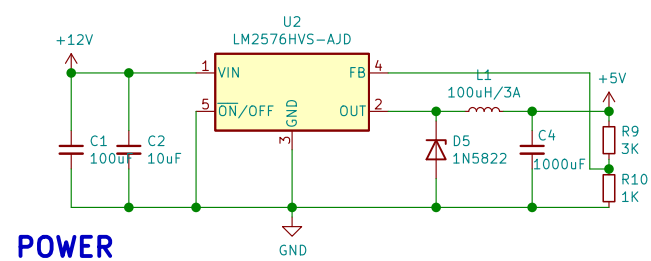 U2
LM2576HVS-AJD
+12V
1
VIN
FB
4
L1
100uH/3A
+5V
5
ON/OFF
GND
OUT
2
3
C1
100uF
C2
10uF
D5
1N5822
C4
1000uF
R9
3K
R10
1K
GND
POWER